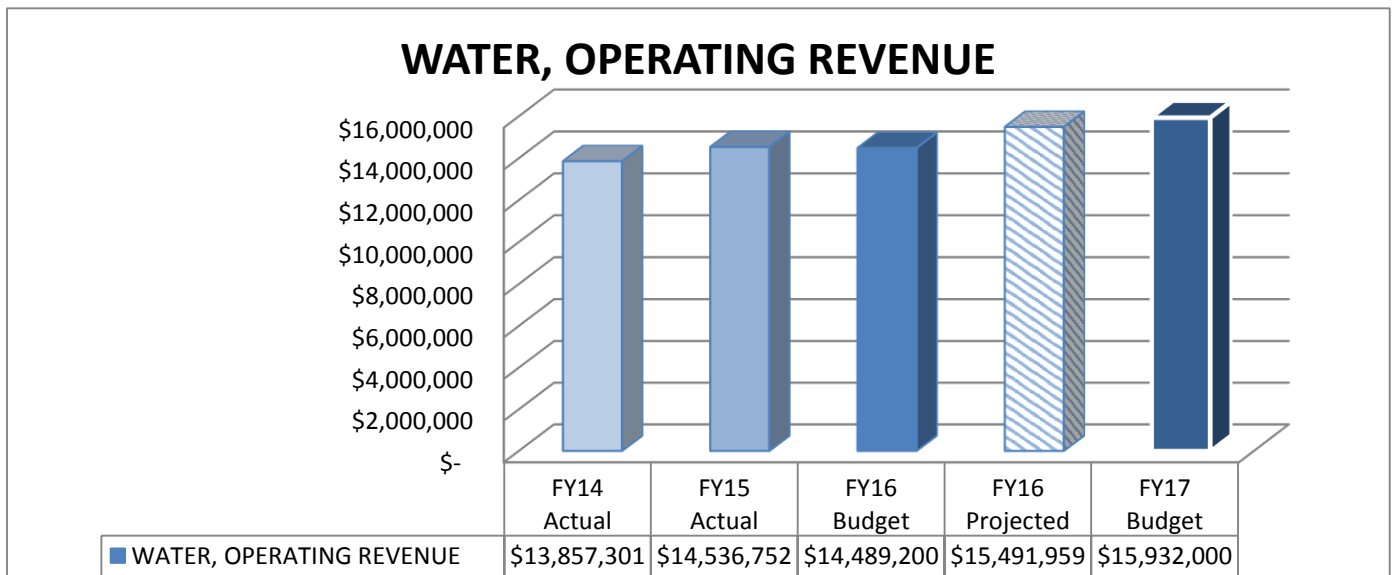 WATER, OPERATING REVENUE
$16,000,000
$14,000,000
$12,000,000
$10,000,000
$8,000,000
$6,000,000
$4,000,000
$2,000,000
$-
FY14 FY15 FY16 FY16 FY17
Actual Actual Budget Projected Budget
WATER, OPERATING REVENUE $13,857,301 $14,536,752 $14,489,200 $15,491,959 $15,932,000